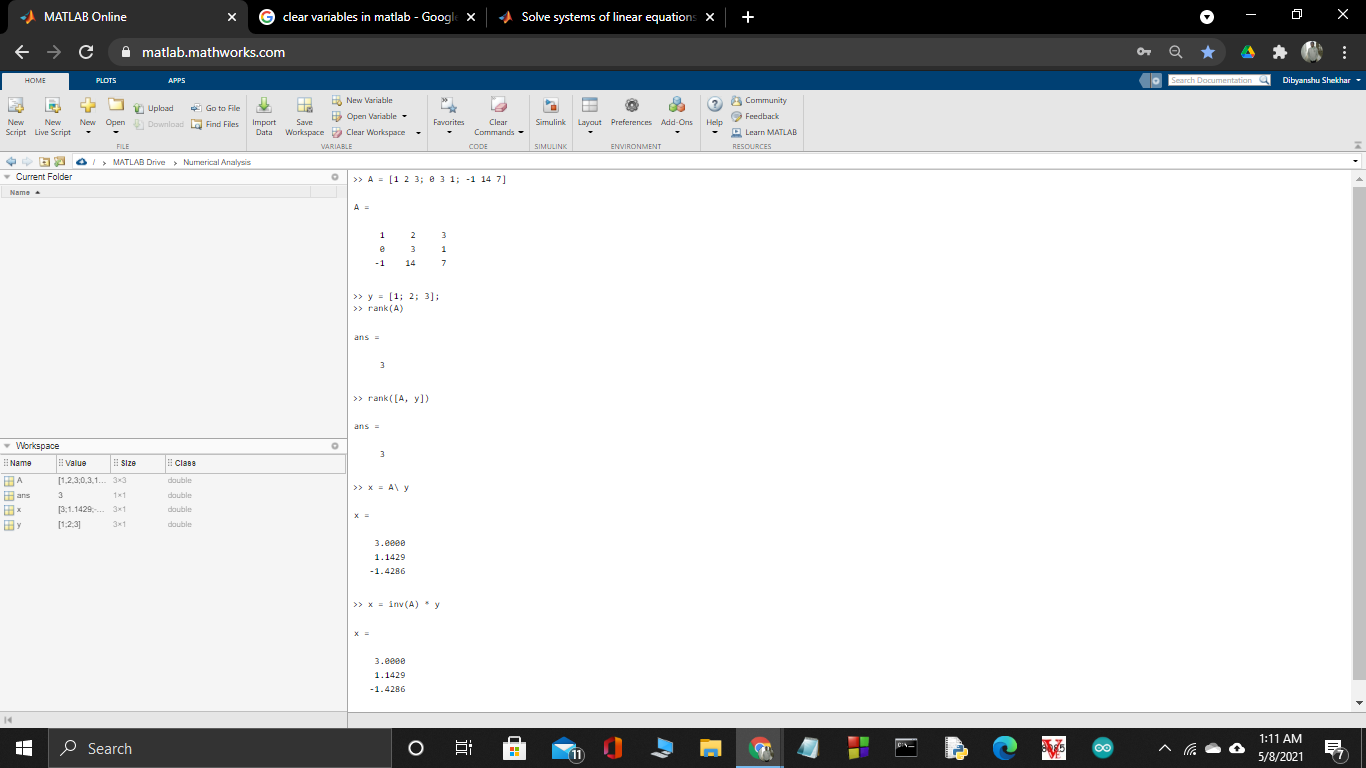 MATLAB Online
clear variables in matlab - Google
Solve systems of linear equations
matlab.mathworks.com
HOME PLOTS APPS
Search Documentation
Dibyanshu Shekhar
New Script
New Live Script
New
Open
Upload
Download
Go to File
Find Files
FILE
Import Data
Save Workspace
New Variable
Open Variable
Clear Workspace
VARIABLE
Favorites
Clear Commands
CODE
Simulink
SIMULINK
Layout
Preferences
Add-Ons
ENVIRONMENT
Help
Community
Feedback
Learn MATLAB
RESOURCES
/ > MATLAB Drive > Numerical Analysis
Current Folder
Name
Workspace
Name Value Size Class
A [1,2,3;0,3,1... 3×3 double
ans 3 1×1 double
x [3;1.1429;-... 3×1 double
y [1;2;3] 3×1 double
>> A = [1 2 3; 0 3 1; -1 14 7]
A =
1 2 3
0 3 1
-1 14 7
>> y = [1; 2; 3];
>> rank(A)
ans =
3
>> rank([A, y])
ans =
3
>> x = A\ y
x =
3.0000
1.1429
-1.4286
>> x = inv(A) * y
x =
3.0000
1.1429
-1.4286
Search
11
1:11 AM
5/8/2021
7